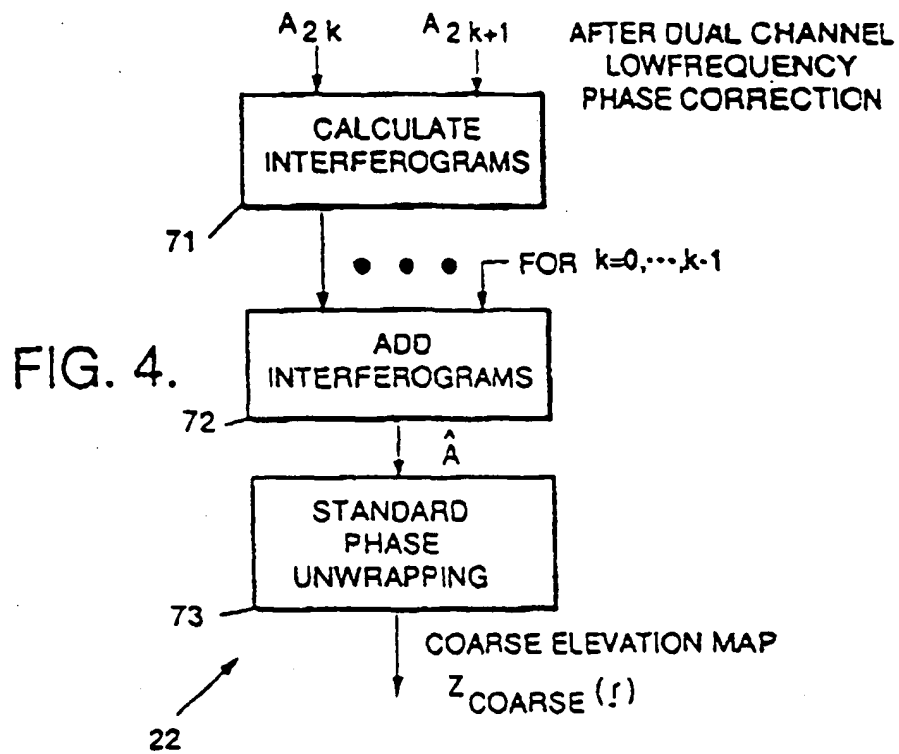 A2k A2k+1 AFTER DUAL CHANNEL
LOWFREQUENCY
PHASE CORRECTION
CALCULATE
INTERFEROGRAMS
71
• • • FOR k=0,···,k-1
ADD
INTERFEROGRAMS
FIG. 4.
72
Â
STANDARD
PHASE
UNWRAPPING
73
COARSE ELEVATION MAP
ZCOARSE (r)
22